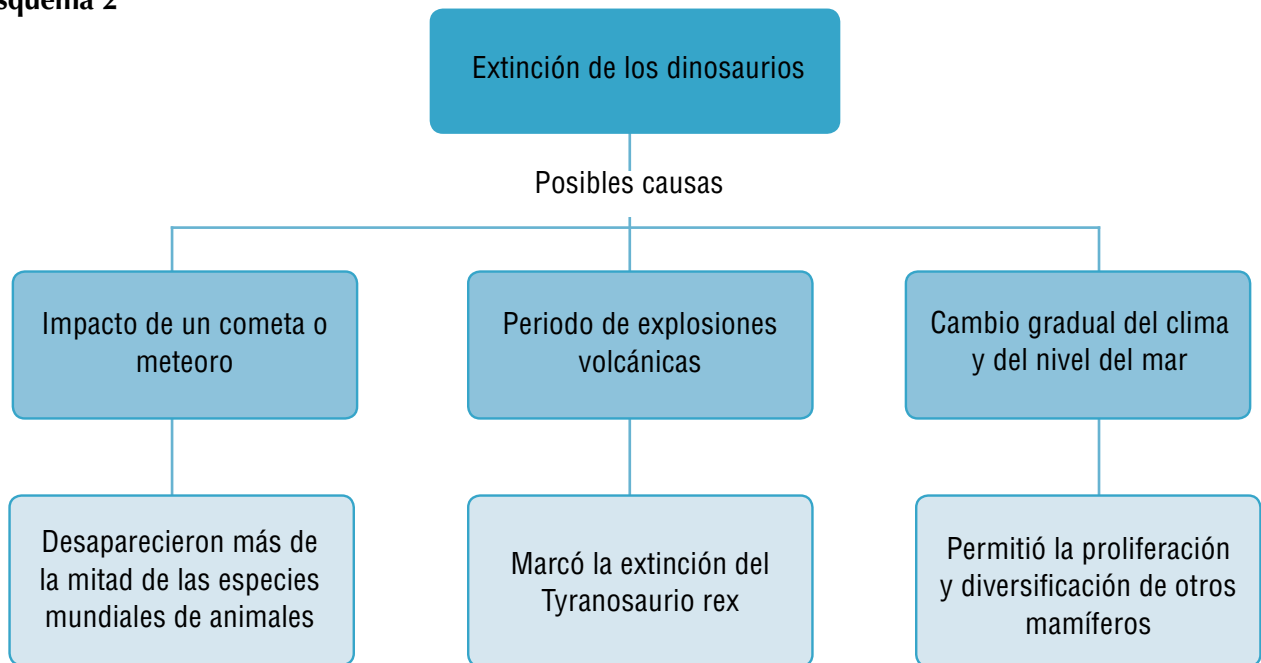 squema 2
Extinción de los dinosaurios
Posibles causas
Impacto de un cometa o
meteoro
Periodo de explosiones
volcánicas
Cambio gradual del clima
y del nivel del mar
Desaparecieron más de
la mitad de las especies
mundiales de animales
Marcó la extinción del
Tyranosaurio rex
Permitió la proliferación
y diversificación de otros
mamíferos